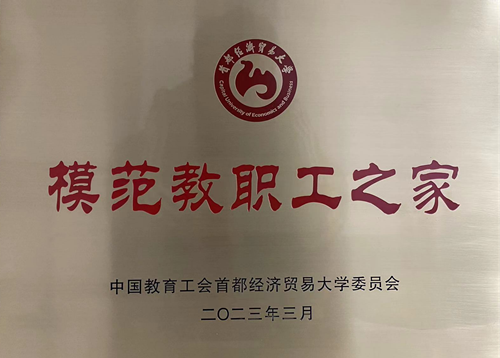 首都经济贸易大学
Capital University of Economics and Business
模范教职工之家
中国教育工会首都经济贸易大学委员会
二〇二三年三月